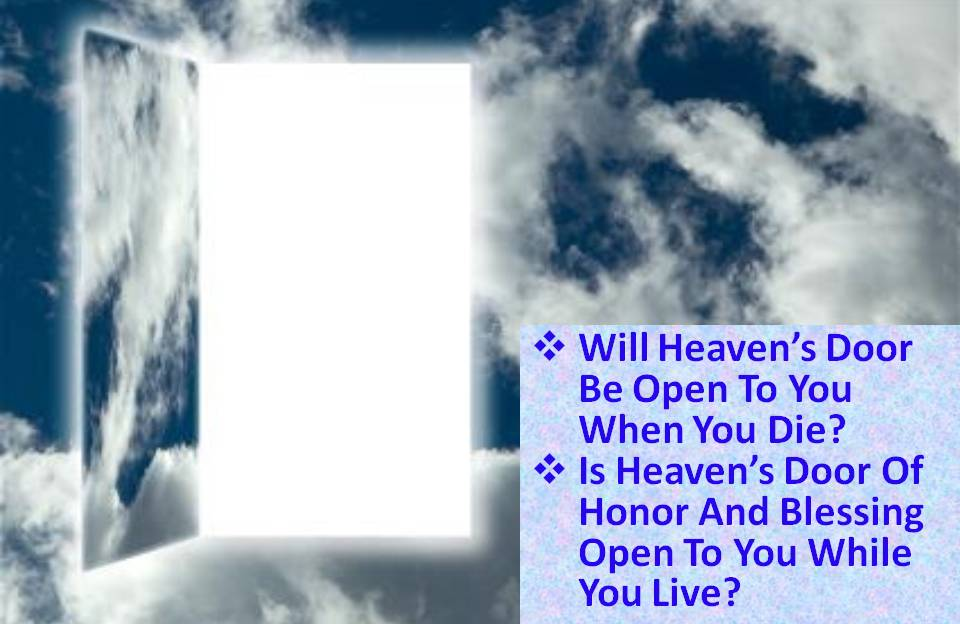 ❖ Will Heaven’s Door
Be Open To You
When You Die?
❖ Is Heaven’s Door Of
Honor And Blessing
Open To You While
You Live?